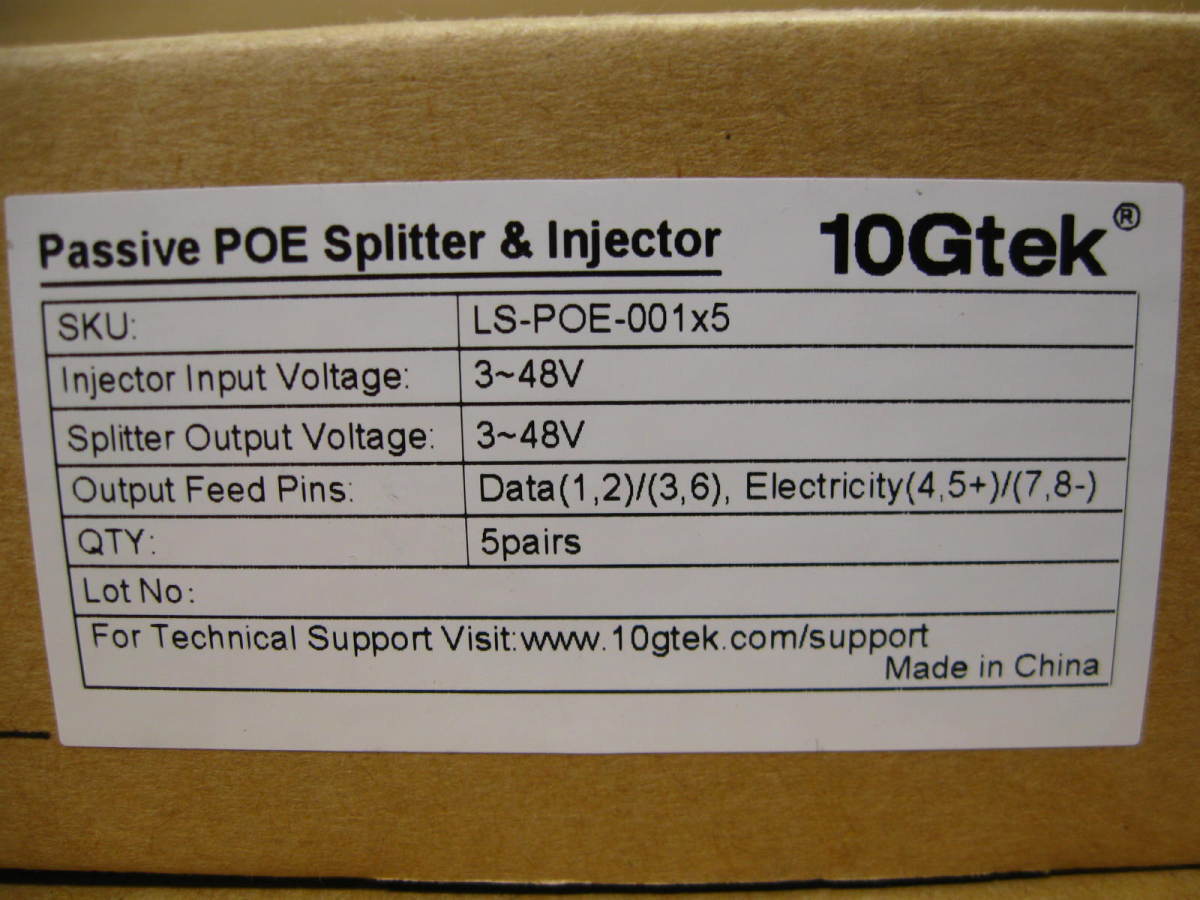 Passive POE Splitter & Injector
10Gtek®
SKU: LS-POE-001x5
Injector Input Voltage: 3~48V
Splitter Output Voltage: 3~48V
Output Feed Pins: Data(1,2)/(3,6), Electricity(4,5+)/(7,8-)
QTY: 5pairs
Lot No:
For Technical Support Visit:www.10gtek.com/support
Made in China